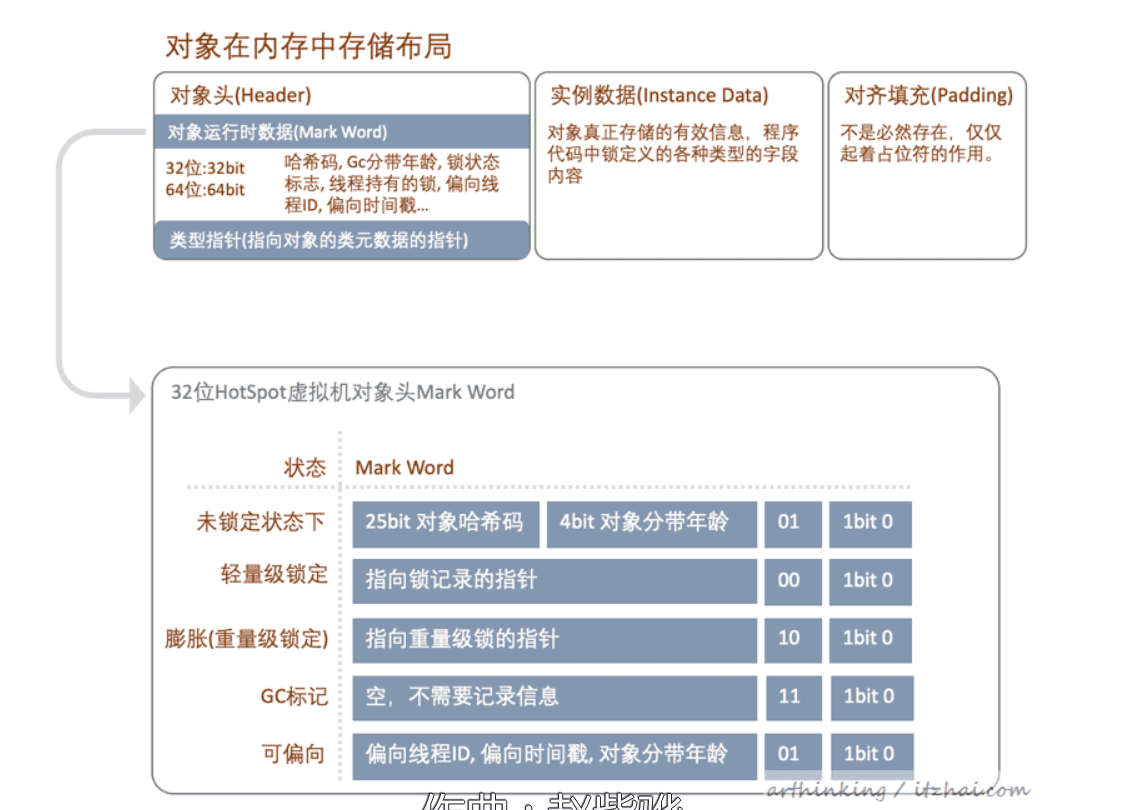 对象在内存中存储布局
对象头(Header)
对象运行时数据(Mark Word)
32位:32bit
64位:64bit
哈希码, Gc分带年龄, 锁状态
标志, 线程持有的锁, 偏向线
程ID, 偏向时间戳...
类型指针(指向对象的类元数据的指针)
实例数据(Instance Data)
对象真正存储的有效信息，程序
代码中锁定义的各种类型的字段
内容
对齐填充(Padding)
不是必然存在，仅仅
起着占位符的作用。
32位HotSpot虚拟机对象头Mark Word
状态 Mark Word
未锁定状态下 25bit 对象哈希码 4bit 对象分带年龄 01 1bit 0
轻量级锁定 指向锁记录的指针 00 1bit 0
膨胀(重量级锁定) 指向重量级锁的指针 10 1bit 0
GC标记 空，不需要记录信息 11 1bit 0
可偏向 偏向线程ID, 偏向时间戳, 对象分带年龄 01 1bit 0
arthinking / itzhai.com
作曲：赵紫骅